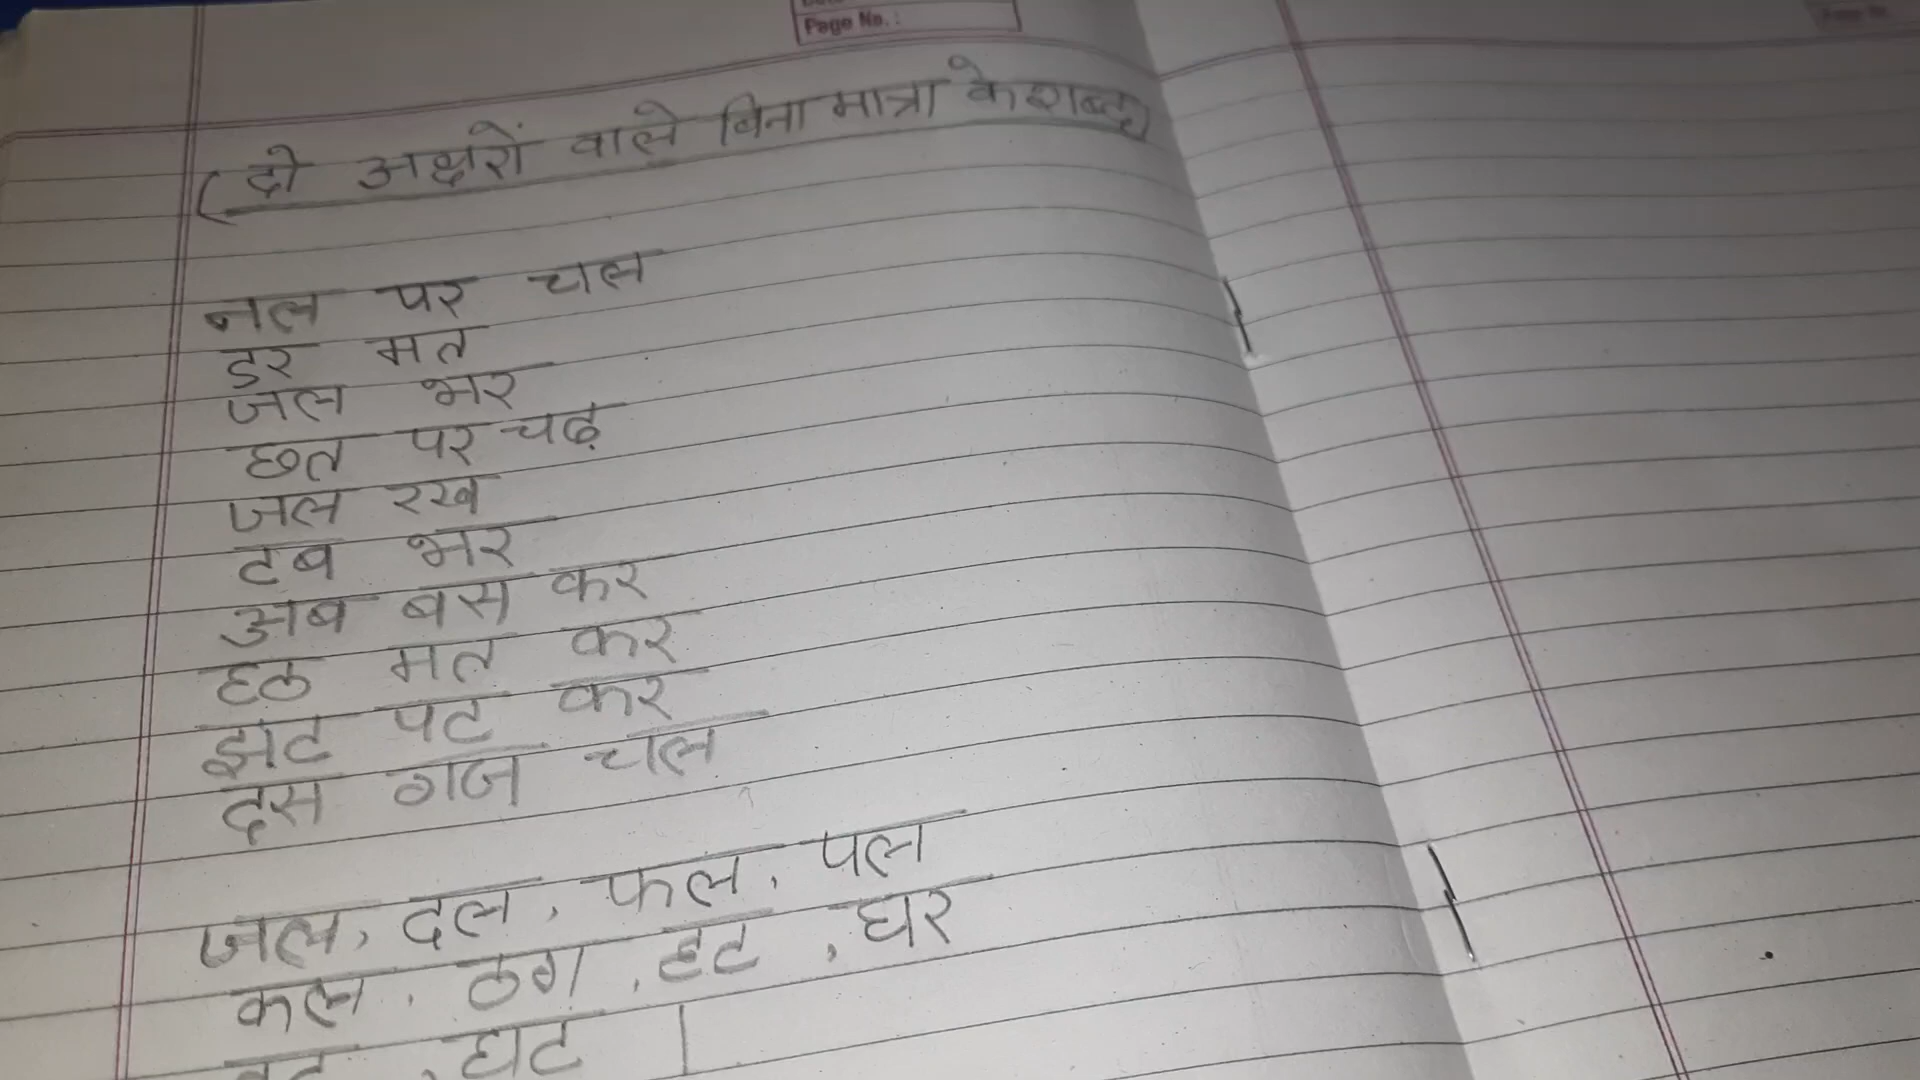 Page No. :
(दो अक्षरों वाले बिना मात्रा के शब्द)
नल पर चल
डर मत
जल भर
छत पर चढ़
जल रख
टब भर
अब बस कर
हठ मत कर
झट पट कर
दस गज चल
जल, दल, फल, पल
कल, ठग, हट, घर
, घट |